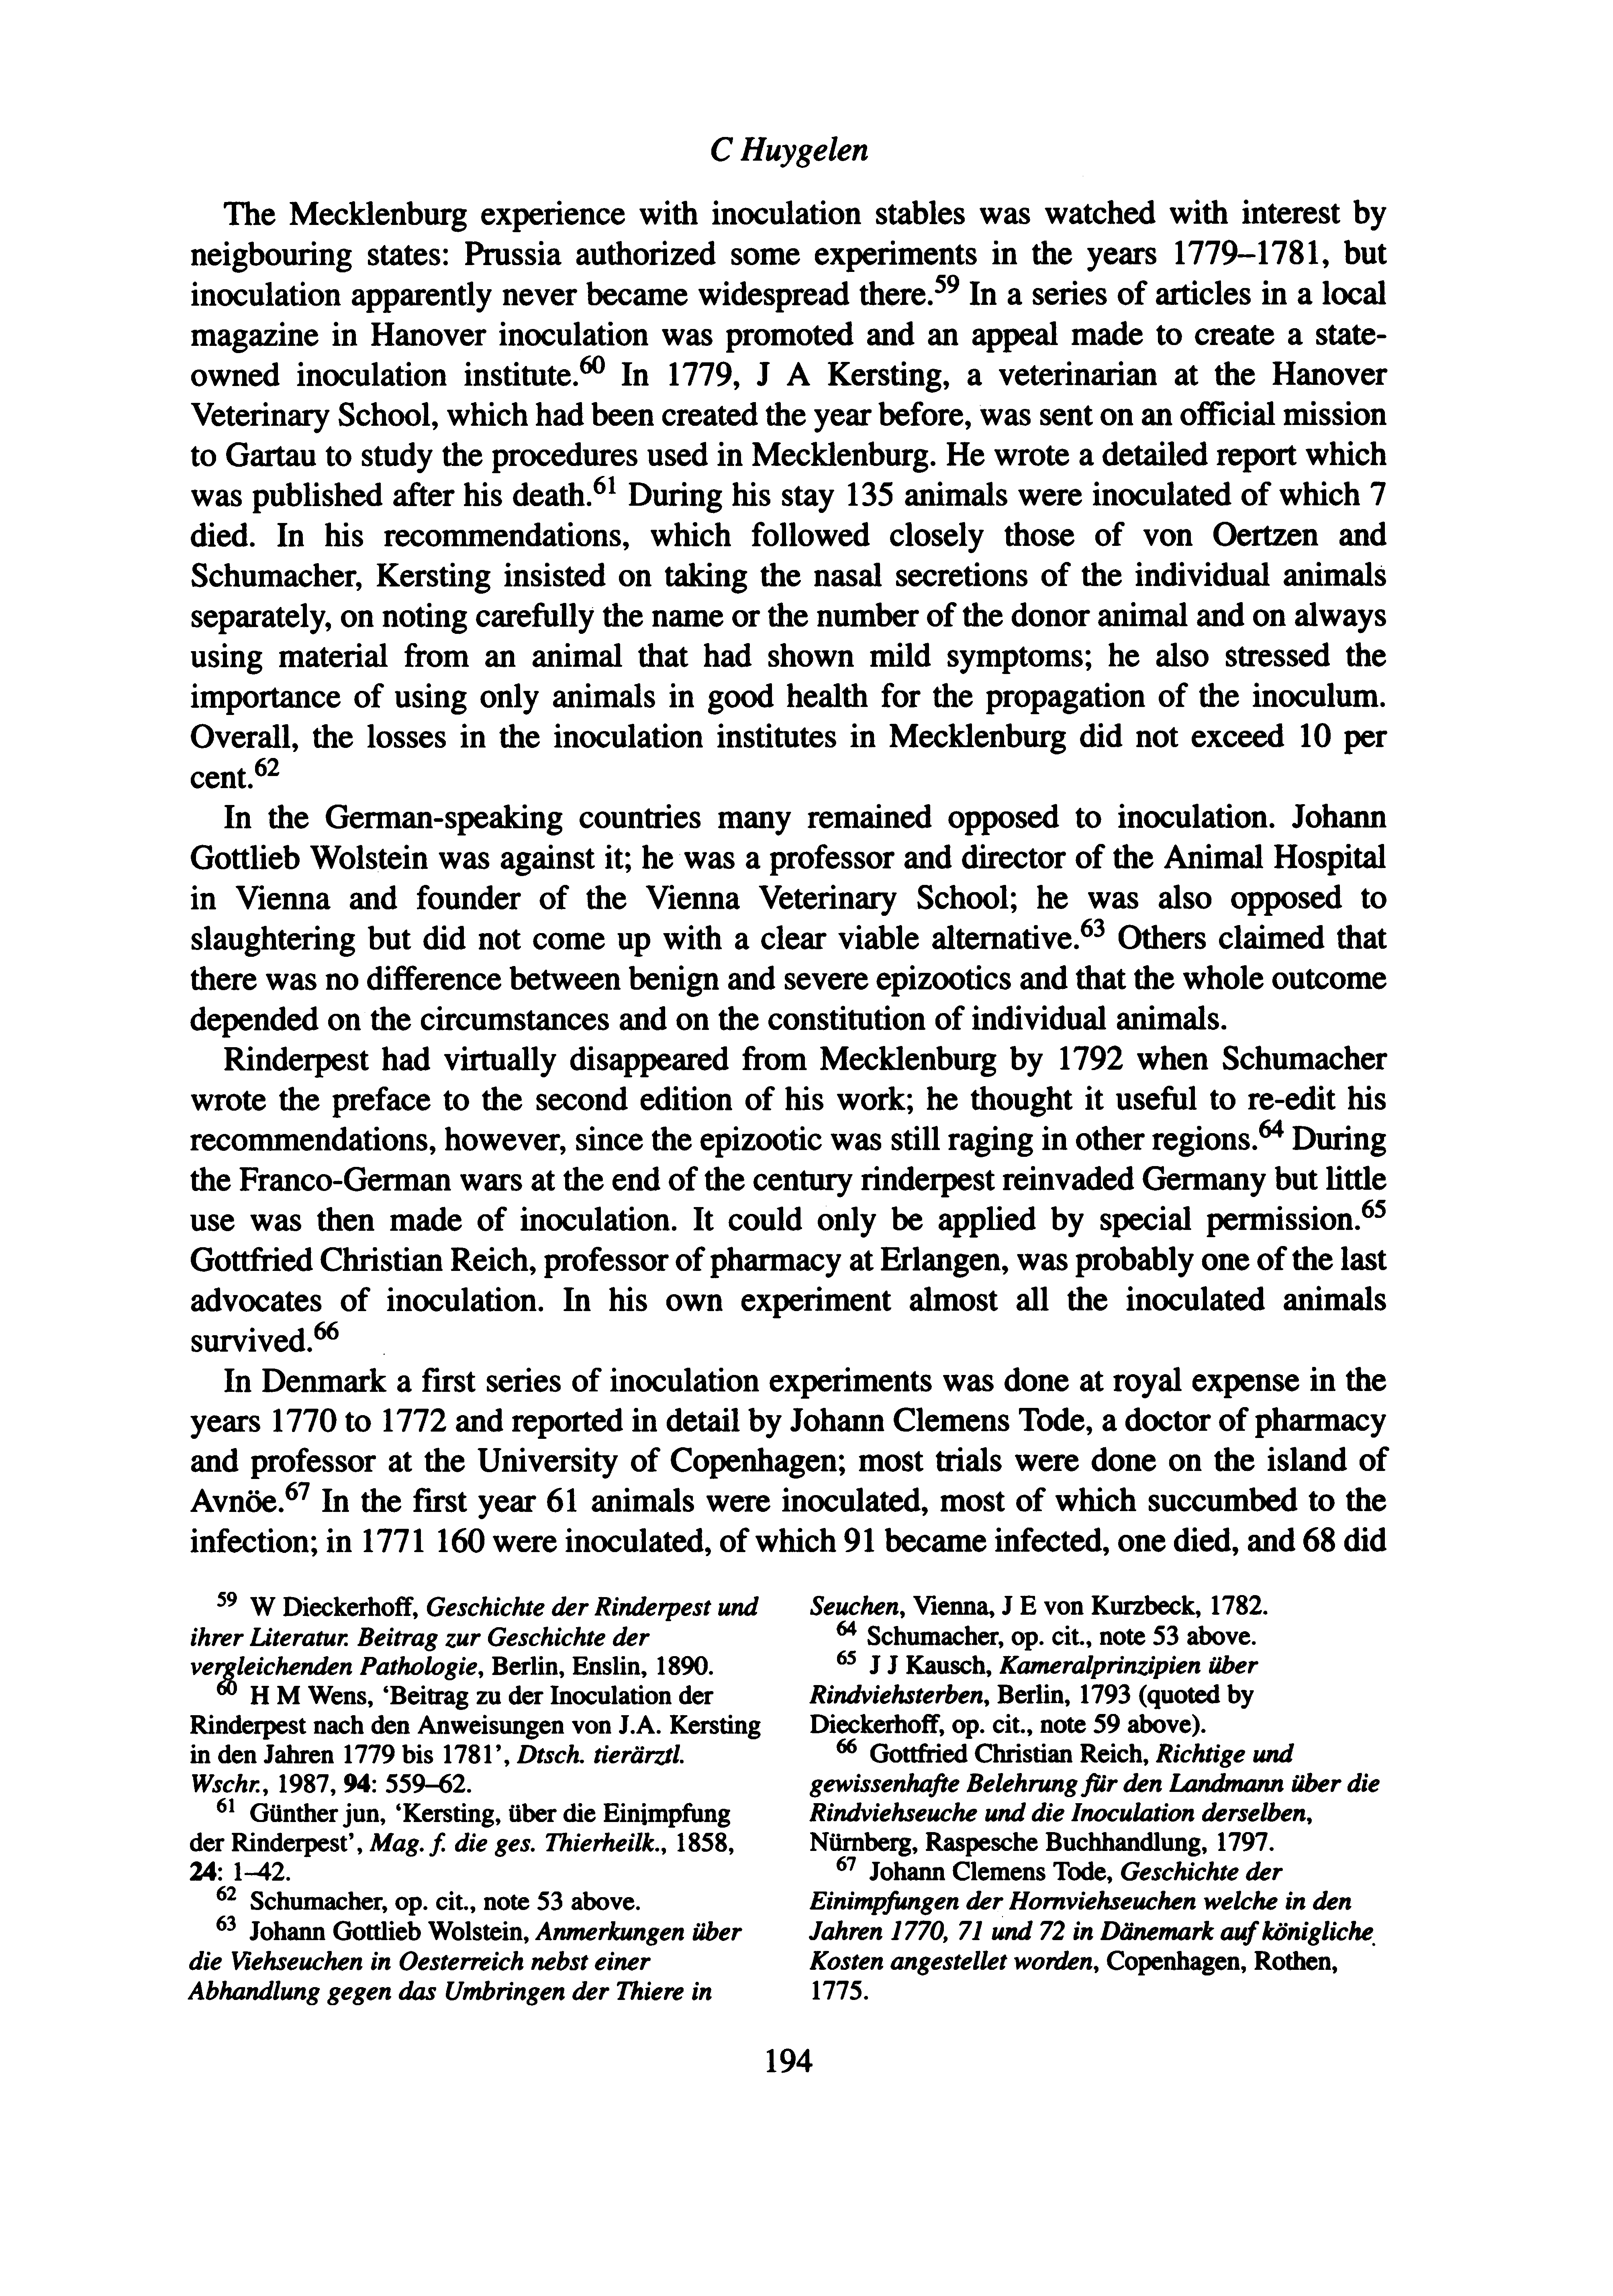 C Huygelen
The Mecklenburg experience with inoculation stables was watched with interest by
neigbouring states: Prussia authorized some experiments in the years 1779–1781, but
inoculation apparently never became widespread there.59 In a series of articles in a local
magazine in Hanover inoculation was promoted and an appeal made to create a state-
owned inoculation institute.60 In 1779, J A Kersting, a veterinarian at the Hanover
Veterinary School, which had been created the year before, was sent on an official mission
to Gartau to study the procedures used in Mecklenburg. He wrote a detailed report which
was published after his death.61 During his stay 135 animals were inoculated of which 7
died. In his recommendations, which followed closely those of von Oertzen and
Schumacher, Kersting insisted on taking the nasal secretions of the individual animals
separately, on noting carefully the name or the number of the donor animal and on always
using material from an animal that had shown mild symptoms; he also stressed the
importance of using only animals in good health for the propagation of the inoculum.
Overall, the losses in the inoculation institutes in Mecklenburg did not exceed 10 per
cent.62
In the German-speaking countries many remained opposed to inoculation. Johann
Gottlieb Wolstein was against it; he was a professor and director of the Animal Hospital
in Vienna and founder of the Vienna Veterinary School; he was also opposed to
slaughtering but did not come up with a clear viable alternative.63 Others claimed that
there was no difference between benign and severe epizootics and that the whole outcome
depended on the circumstances and on the constitution of individual animals.
Rinderpest had virtually disappeared from Mecklenburg by 1792 when Schumacher
wrote the preface to the second edition of his work; he thought it useful to re-edit his
recommendations, however, since the epizootic was still raging in other regions.64 During
the Franco-German wars at the end of the century rinderpest reinvaded Germany but little
use was then made of inoculation. It could only be applied by special permission.65
Gottfried Christian Reich, professor of pharmacy at Erlangen, was probably one of the last
advocates of inoculation. In his own experiment almost all the inoculated animals
survived.66
In Denmark a first series of inoculation experiments was done at royal expense in the
years 1770 to 1772 and reported in detail by Johann Clemens Tode, a doctor of pharmacy
and professor at the University of Copenhagen; most trials were done on the island of
Avnöe.67 In the first year 61 animals were inoculated, most of which succumbed to the
infection; in 1771 160 were inoculated, of which 91 became infected, one died, and 68 did
59 W Dieckerhoff, Geschichte der Rinderpest und
ihrer Literatur. Beitrag zur Geschichte der
vergleichenden Pathologie, Berlin, Enslin, 1890.
60 H M Wens, ‘Beitrag zu der Inoculation der
Rinderpest nach den Anweisungen von J.A. Kersting
in den Jahren 1779 bis 1781’, Dtsch. tierärztl.
Wschr., 1987, 94: 559–62.
61 Günther jun, ‘Kersting, über die Einimpfung
der Rinderpest’, Mag. f. die ges. Thierheilk., 1858,
24: 1–42.
62 Schumacher, op. cit., note 53 above.
63 Johann Gottlieb Wolstein, Anmerkungen über
die Viehseuchen in Oesterreich nebst einer
Abhandlung gegen das Umbringen der Thiere in
Seuchen, Vienna, J E von Kurzbeck, 1782.
64 Schumacher, op. cit., note 53 above.
65 J J Kausch, Kameralprinzipien über
Rindviehsterben, Berlin, 1793 (quoted by
Dieckerhoff, op. cit., note 59 above).
66 Gottfried Christian Reich, Richtige und
gewissenhafte Belehrung für den Landmann über die
Rindviehseuche und die Inoculation derselben,
Nürnberg, Raspesche Buchhandlung, 1797.
67 Johann Clemens Tode, Geschichte der
Einimpfungen der Hornviehseuchen welche in den
Jahren 1770, 71 und 72 in Dänemark auf königliche
Kosten angestellet worden, Copenhagen, Rothen,
1775.
194